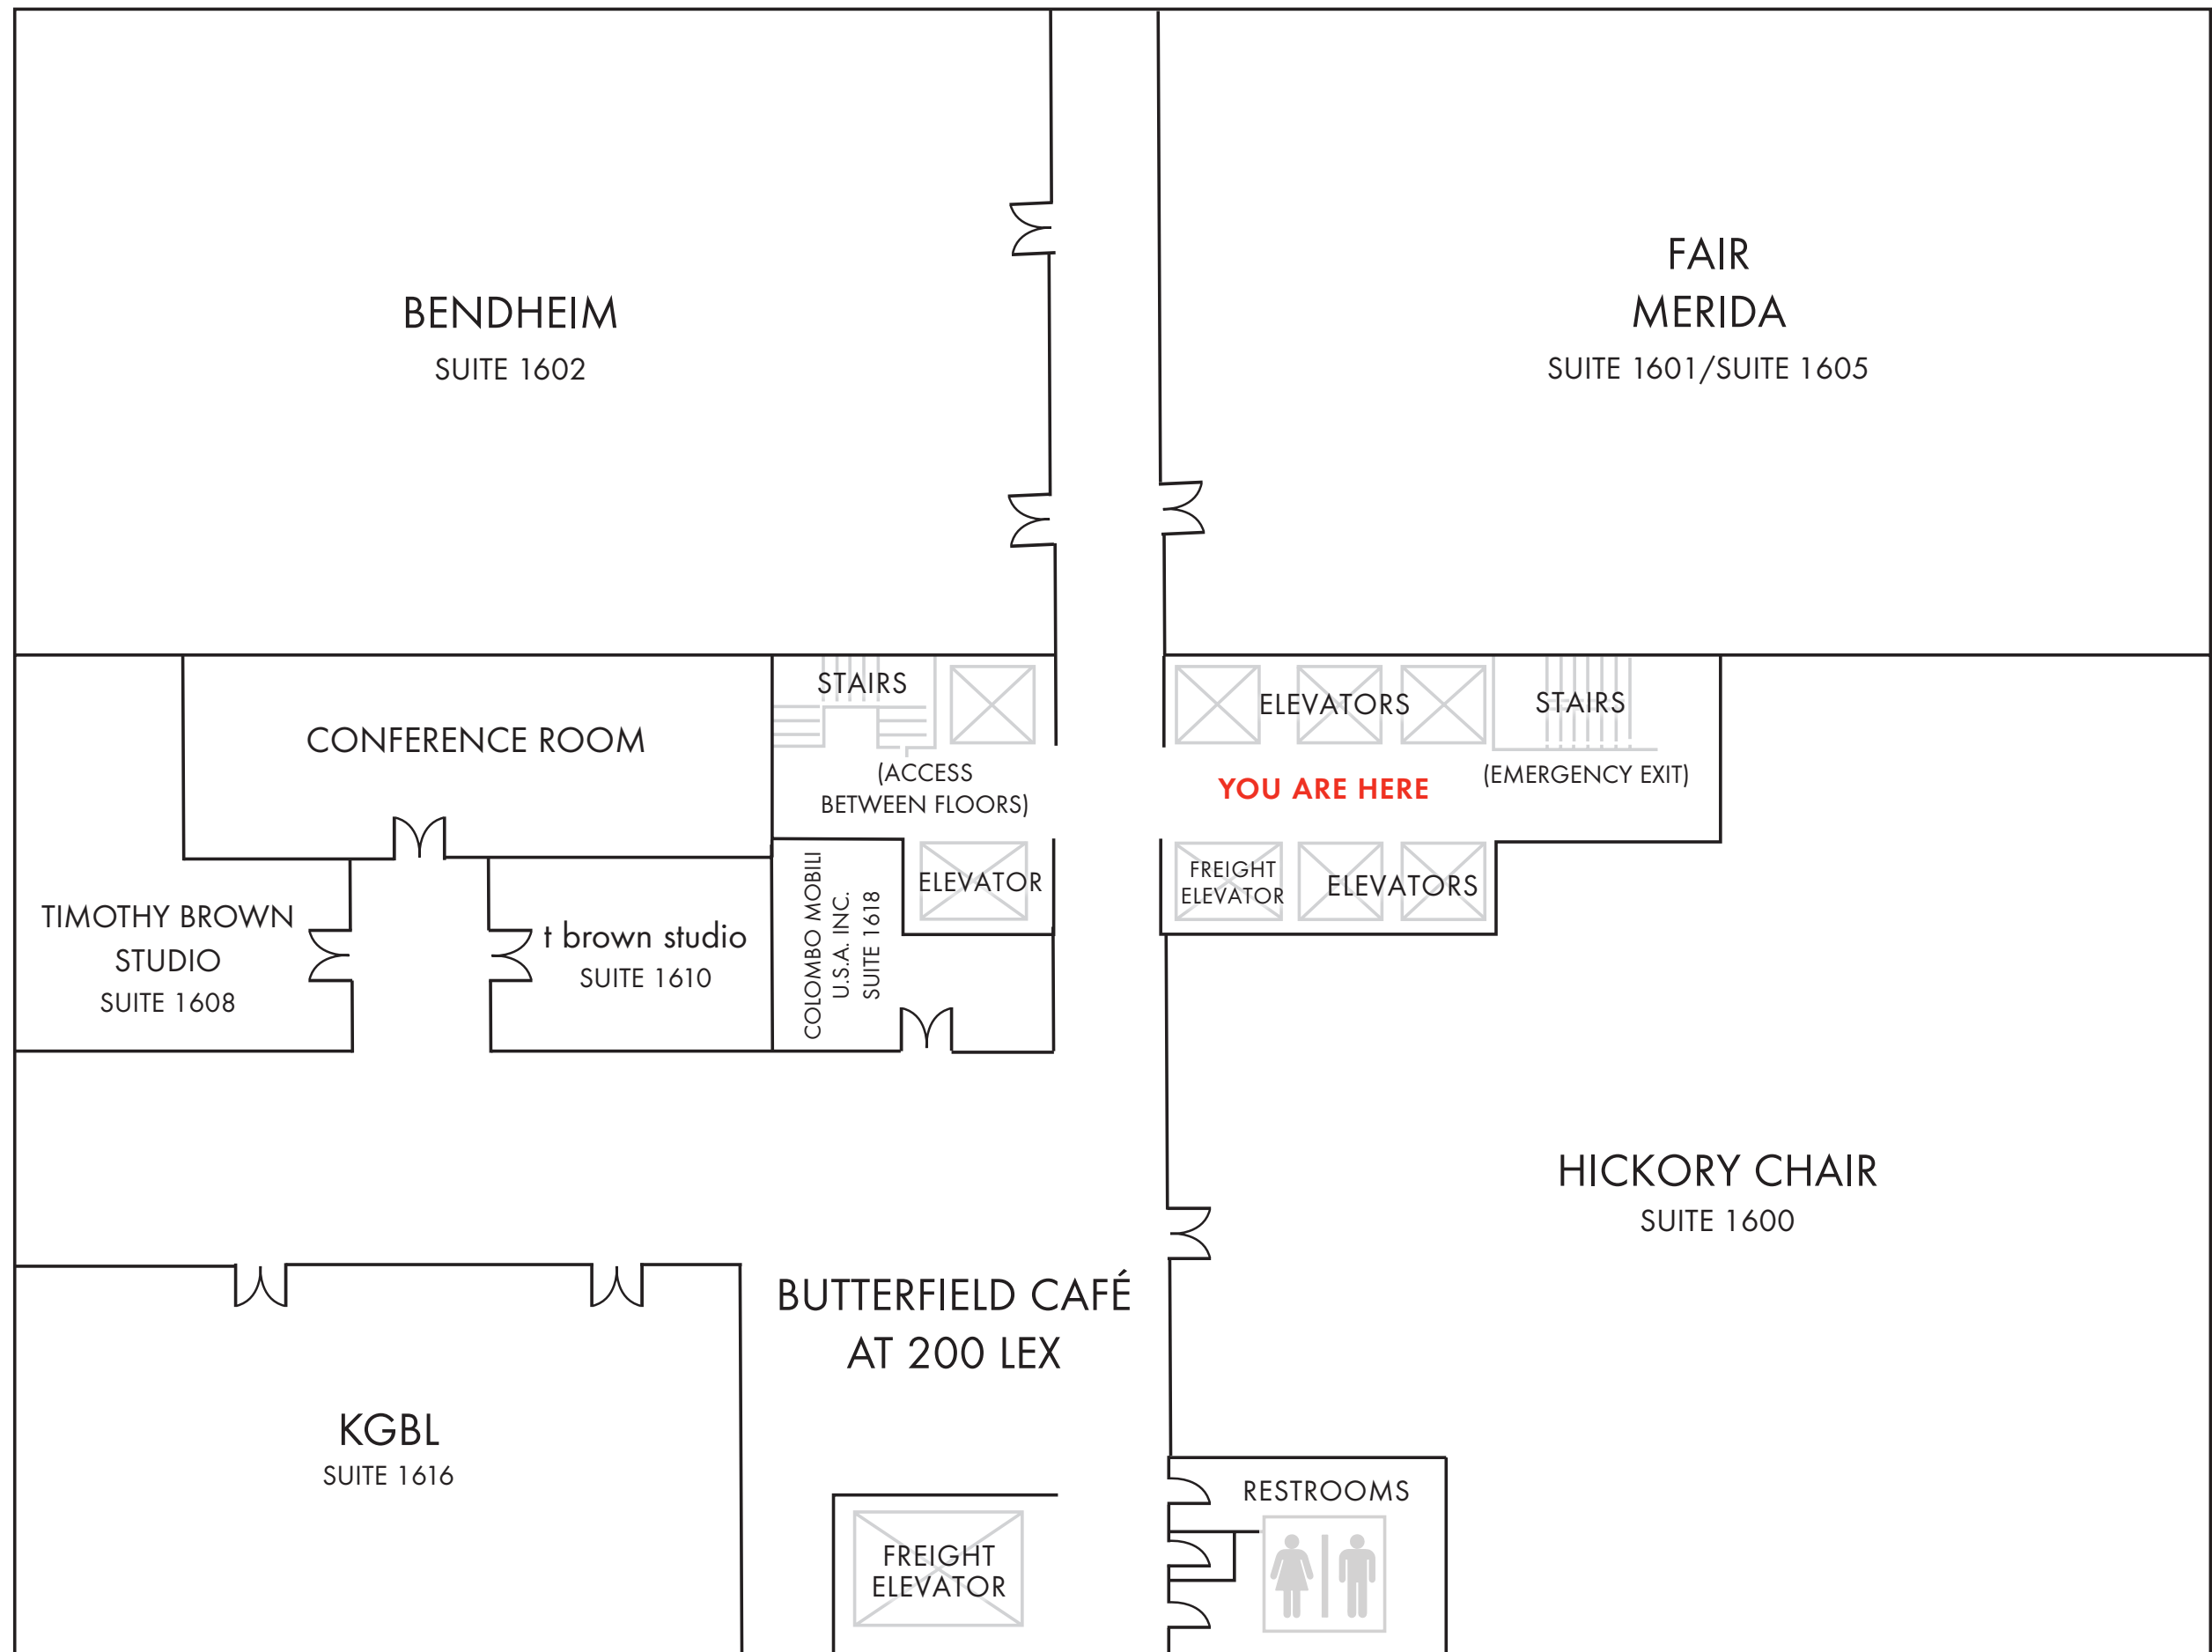 BENDHEIM
SUITE 1602
FAIR
MERIDA
SUITE 1601/SUITE 1605
CONFERENCE ROOM
STAIRS
(ACCESS
BETWEEN FLOORS)
ELEVATORS
STAIRS
YOU ARE HERE
(EMERGENCY EXIT)
TIMOTHY BROWN
STUDIO
SUITE 1608
t brown studio
SUITE 1610
COLOMBO MOBILI
U.S.A. INC.
SUITE 1618
ELEVATOR
FREIGHT
ELEVATOR
ELEVATORS
HICKORY CHAIR
SUITE 1600
BUTTERFIELD CAFÉ
AT 200 LEX
KGBL
SUITE 1616
FREIGHT
ELEVATOR
RESTROOMS